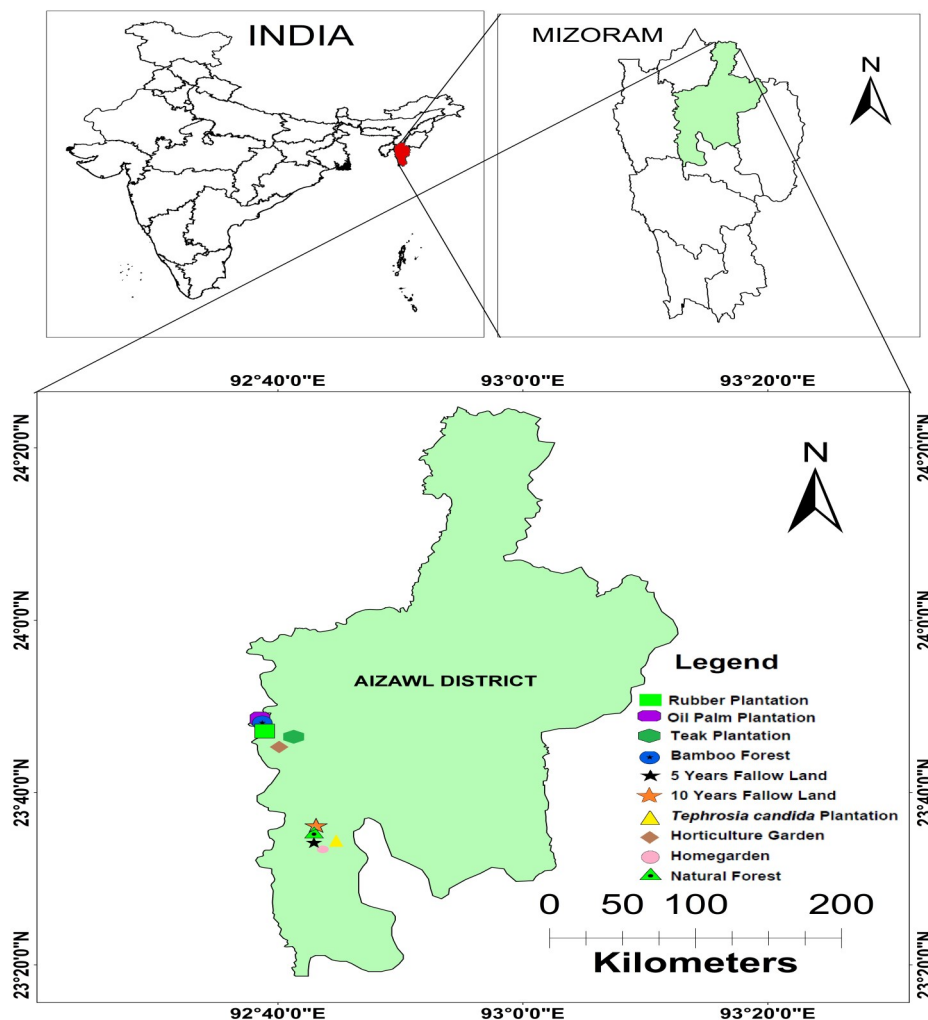 INDIA
MIZORAM
N
92°40'0"E 93°0'0"E 93°20'0"E
24°20'0"N
24°0'0"N
23°40'0"N
23°20'0"N
N
AIZAWL DISTRICT
Legend
Rubber Plantation
Oil Palm Plantation
Teak Plantation
Bamboo Forest
5 Years Fallow Land
10 Years Fallow Land
Tephrosia candida Plantation
Horticulture Garden
Homegarden
Natural Forest
0 50 100 200
Kilometers
24°20'0"N
24°0'0"N
23°40'0"N
23°20'0"N
92°40'0"E 93°0'0"E 93°20'0"E